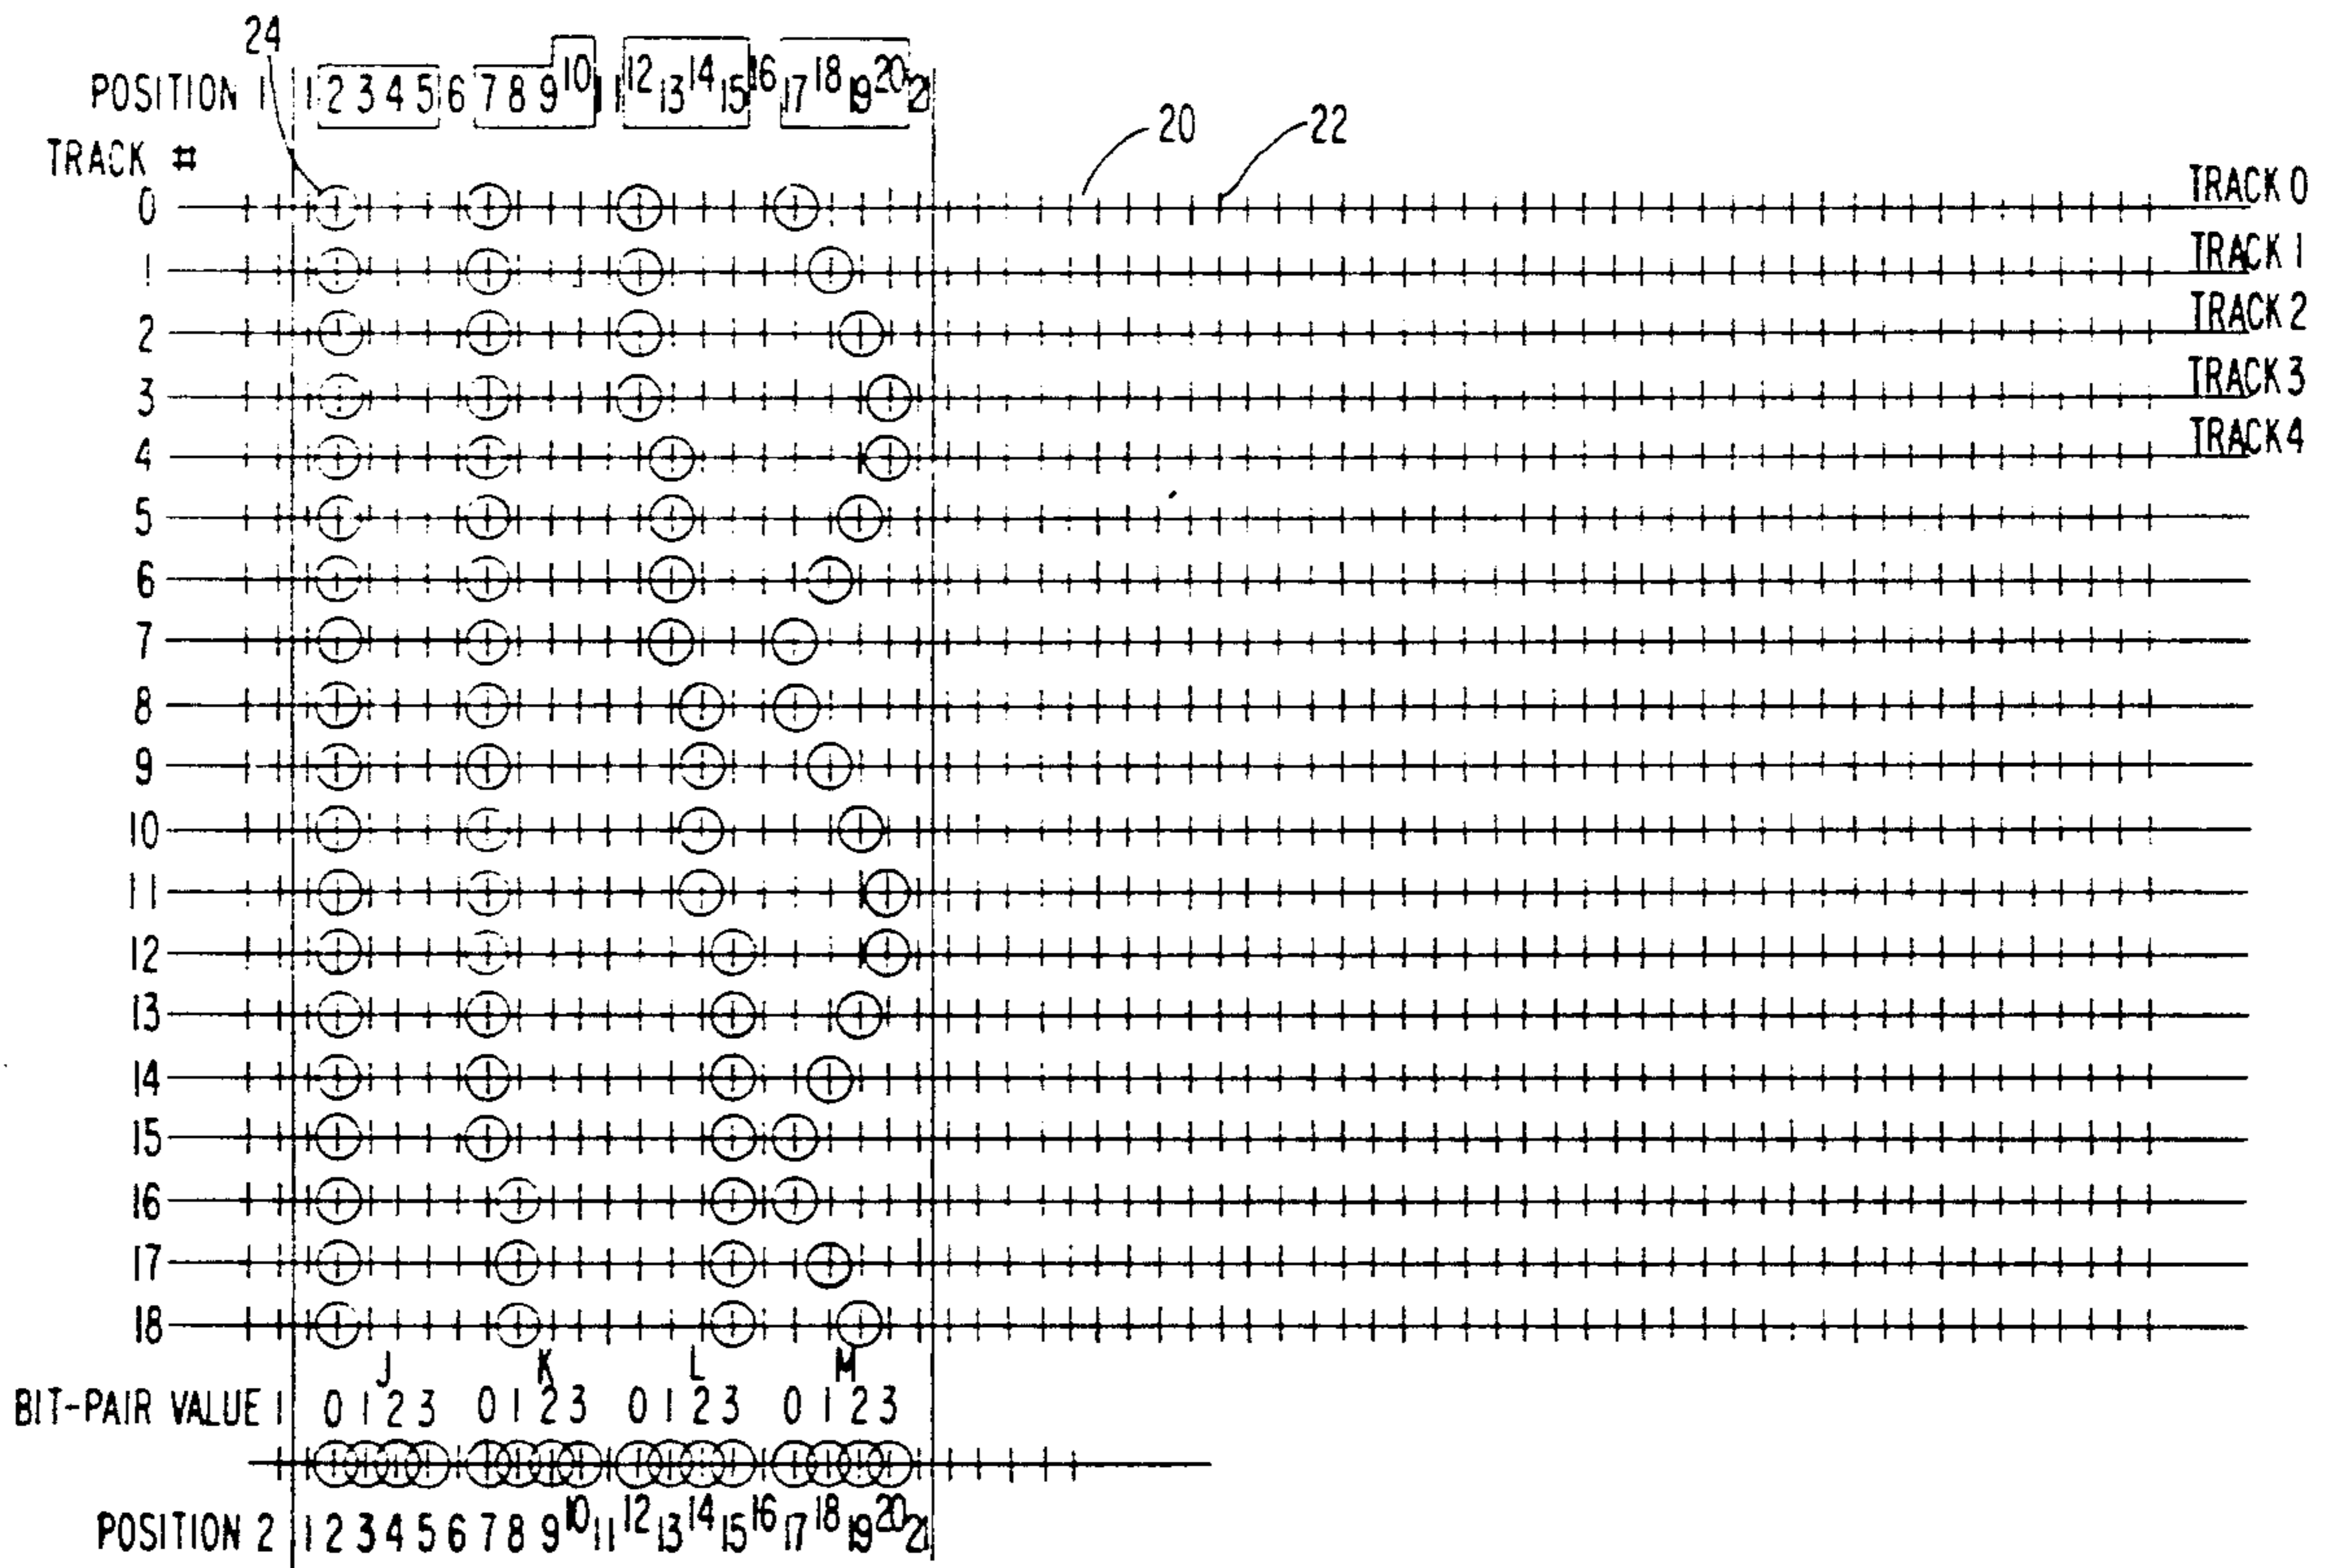 24
POSITION 1 1 2 3 4 5 6 7 8 9 10 11 12 13 14 15 16 17 18 19 20 21
20 22
TRACK #
0 TRACK 0
1 TRACK 1
2 TRACK 2
3 TRACK 3
4 TRACK 4
5
6
7
8
9
10
11
12
13
14
15
16
17
18
J K L M
BIT-PAIR VALUE 1 0 1 2 3 0 1 2 3 0 1 2 3 0 1 2 3
POSITION 2 1 2 3 4 5 6 7 8 9 10 11 12 13 14 15 16 17 18 19 20 21